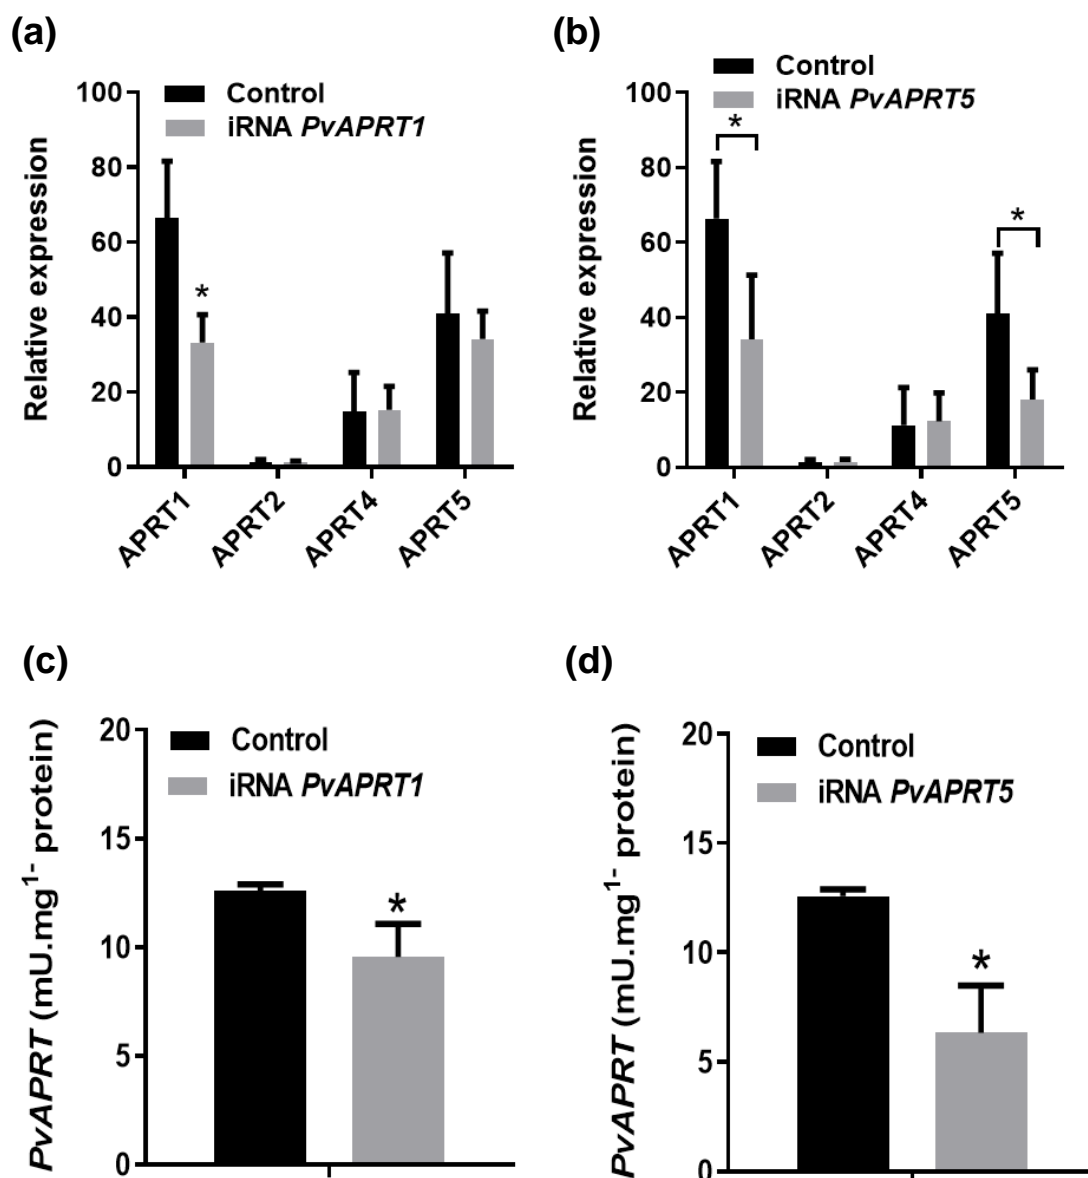 (a)
Control
iRNA PvAPRT1
Relative expression
100
80
60
40
20
0
*
APRT1
APRT2
APRT4
APRT5
(b)
Control
iRNA PvAPRT5
Relative expression
100
80
60
40
20
0
*
*
APRT1
APRT2
APRT4
APRT5
(c)
Control
iRNA PvAPRT1
PvAPRT (mU.mg¹⁻ protein)
20
15
10
5
0
*
(d)
Control
iRNA PvAPRT5
PvAPRT (mU.mg¹⁻ protein)
20
15
10
5
0
*